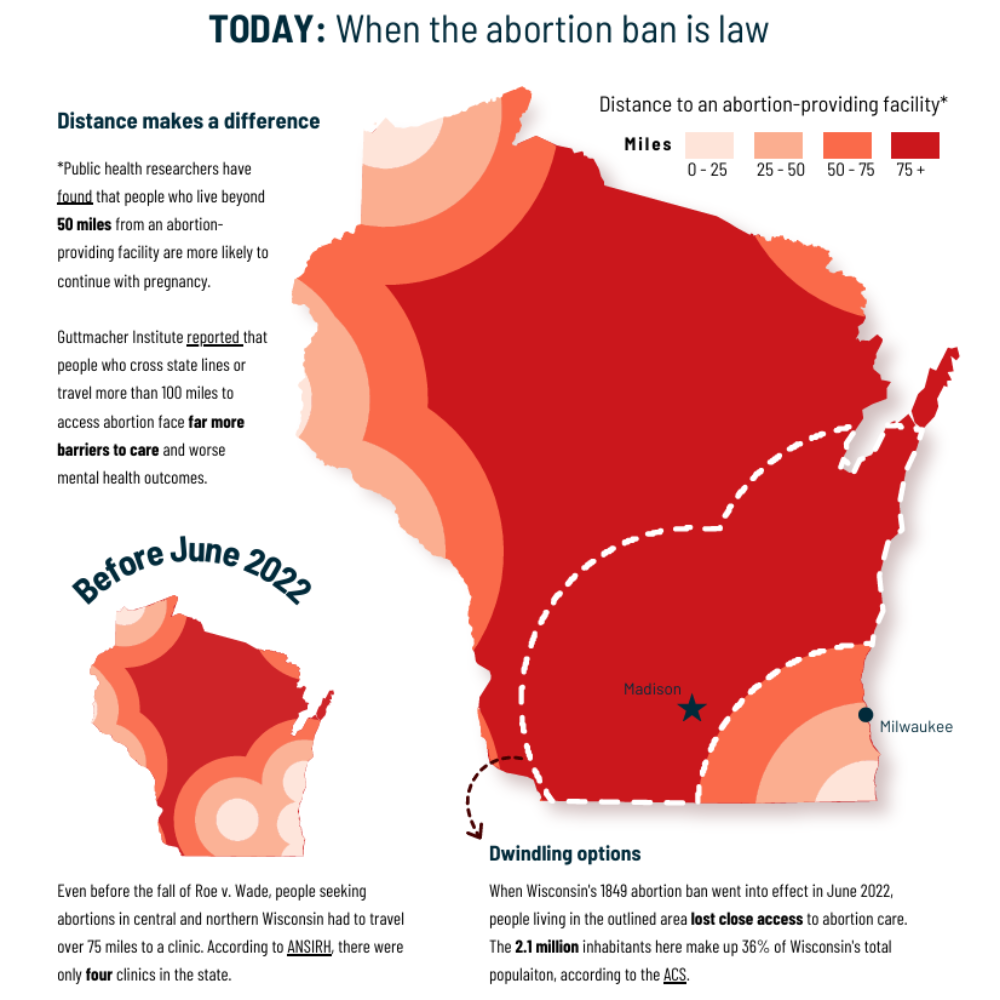 TODAY: When the abortion ban is law
Distance makes a difference
*Public health researchers have
found that people who live beyond
50 miles from an abortion-
providing facility are more likely to
continue with pregnancy.
Guttmacher Institute reported that
people who cross state lines or
travel more than 100 miles to
access abortion face far more
barriers to care and worse
mental health outcomes.
Distance to an abortion-providing facility*
Miles
0 - 25 25 - 50 50 - 75 75 +
Madison
Milwaukee
Before June 2022
Even before the fall of Roe v. Wade, people seeking
abortions in central and northern Wisconsin had to travel
over 75 miles to a clinic. According to ANSIRH, there were
only four clinics in the state.
Dwindling options
When Wisconsin's 1849 abortion ban went into effect in June 2022,
people living in the outlined area lost close access to abortion care.
The 2.1 million inhabitants here make up 36% of Wisconsin's total
populaiton, according to the ACS.